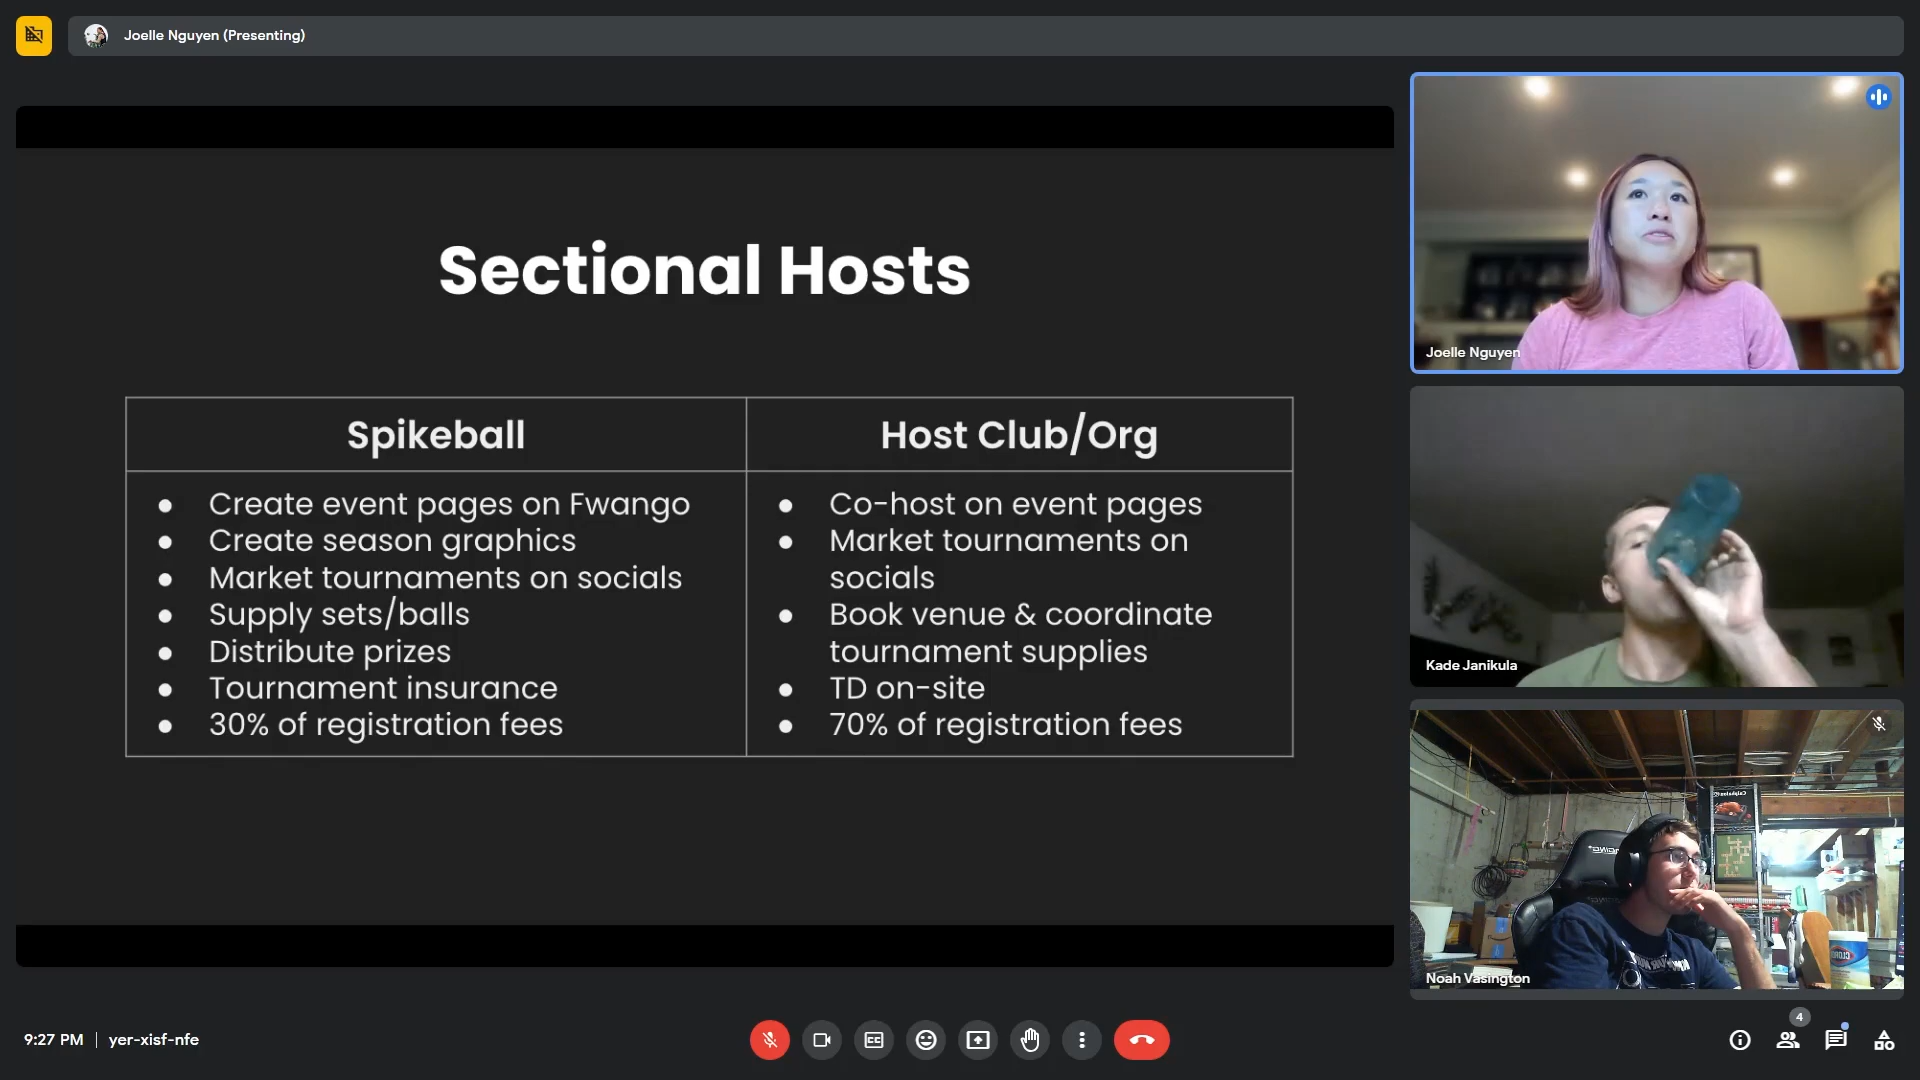 Joelle Nguyen (Presenting)
Sectional Hosts
Spikeball
Host Club/Org
● Create event pages on Fwango
● Create season graphics
● Market tournaments on socials
● Supply sets/balls
● Distribute prizes
● Tournament insurance
● 30% of registration fees
● Co-host on event pages
● Market tournaments on
socials
● Book venue & coordinate
tournament supplies
● TD on-site
● 70% of registration fees
Joelle Nguyen
Kade Janikula
Noah Vasington
9:27 PM | yer-xisf-nfe
CC
4